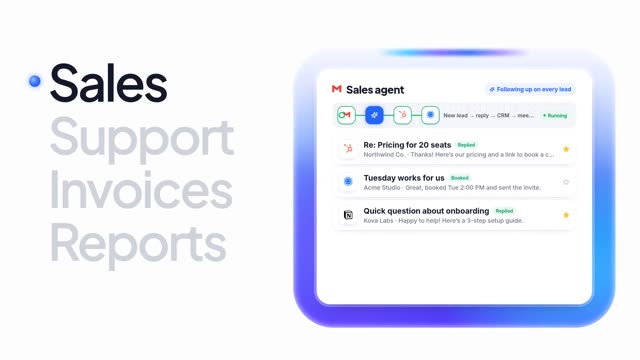 Sales
Support
Invoices
Reports
Sales agent
Following up on every lead
New lead → reply → CRM → mee...
Running
Re: Pricing for 20 seats Replied
Northwind Co. · Thanks! Here's our pricing and a link to book a c...
Tuesday works for us Booked
Acme Studio · Great, booked Tue 2:00 PM and sent the invite.
Quick question about onboarding Replied
Kova Labs · Happy to help! Here's a 3-step setup guide.